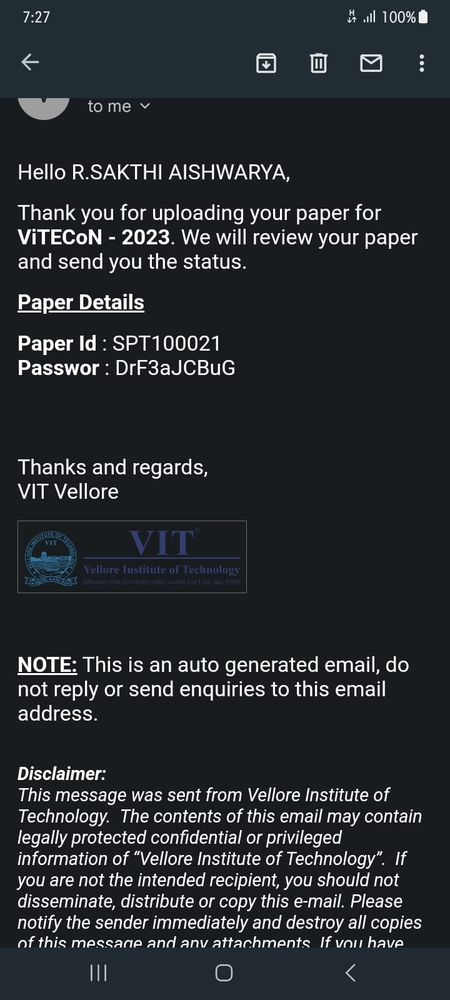 7:27
H 100%
to me
Hello R.SAKTHI AISHWARYA,
Thank you for uploading your paper for
ViTECoN - 2023. We will review your paper
and send you the status.
Paper Details
Paper Id : SPT100021
Passwor : DrF3aJCBuG
Thanks and regards,
VIT Vellore
VELLORE INSTITUTE OF TECHNOLOGY
VIT
VIT®
Vellore Institute of Technology
(Deemed to be University under section 3 of UGC Act, 1956)
NOTE: This is an auto generated email, do
not reply or send enquiries to this email
address.
Disclaimer:
This message was sent from Vellore Institute of
Technology.  The contents of this email may contain
legally protected confidential or privileged
information of “Vellore Institute of Technology”.  If
you are not the intended recipient, you should not
disseminate, distribute or copy this e-mail. Please
notify the sender immediately and destroy all copies
of this message and any attachments. If you have